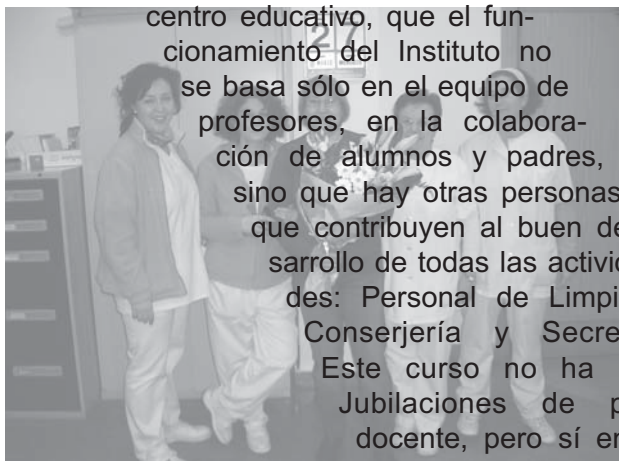 centro educativo, que el fun-
cionamiento del Instituto no
se basa sólo en el equipo de
profesores, en la colabora-
ción de alumnos y padres,
sino que hay otras personas
que contribuyen al buen de
sarrollo de todas las activid
des: Personal de Limpi
Conserjería y Secre
Este curso no ha
Jubilaciones de p
docente, pero sí en
27